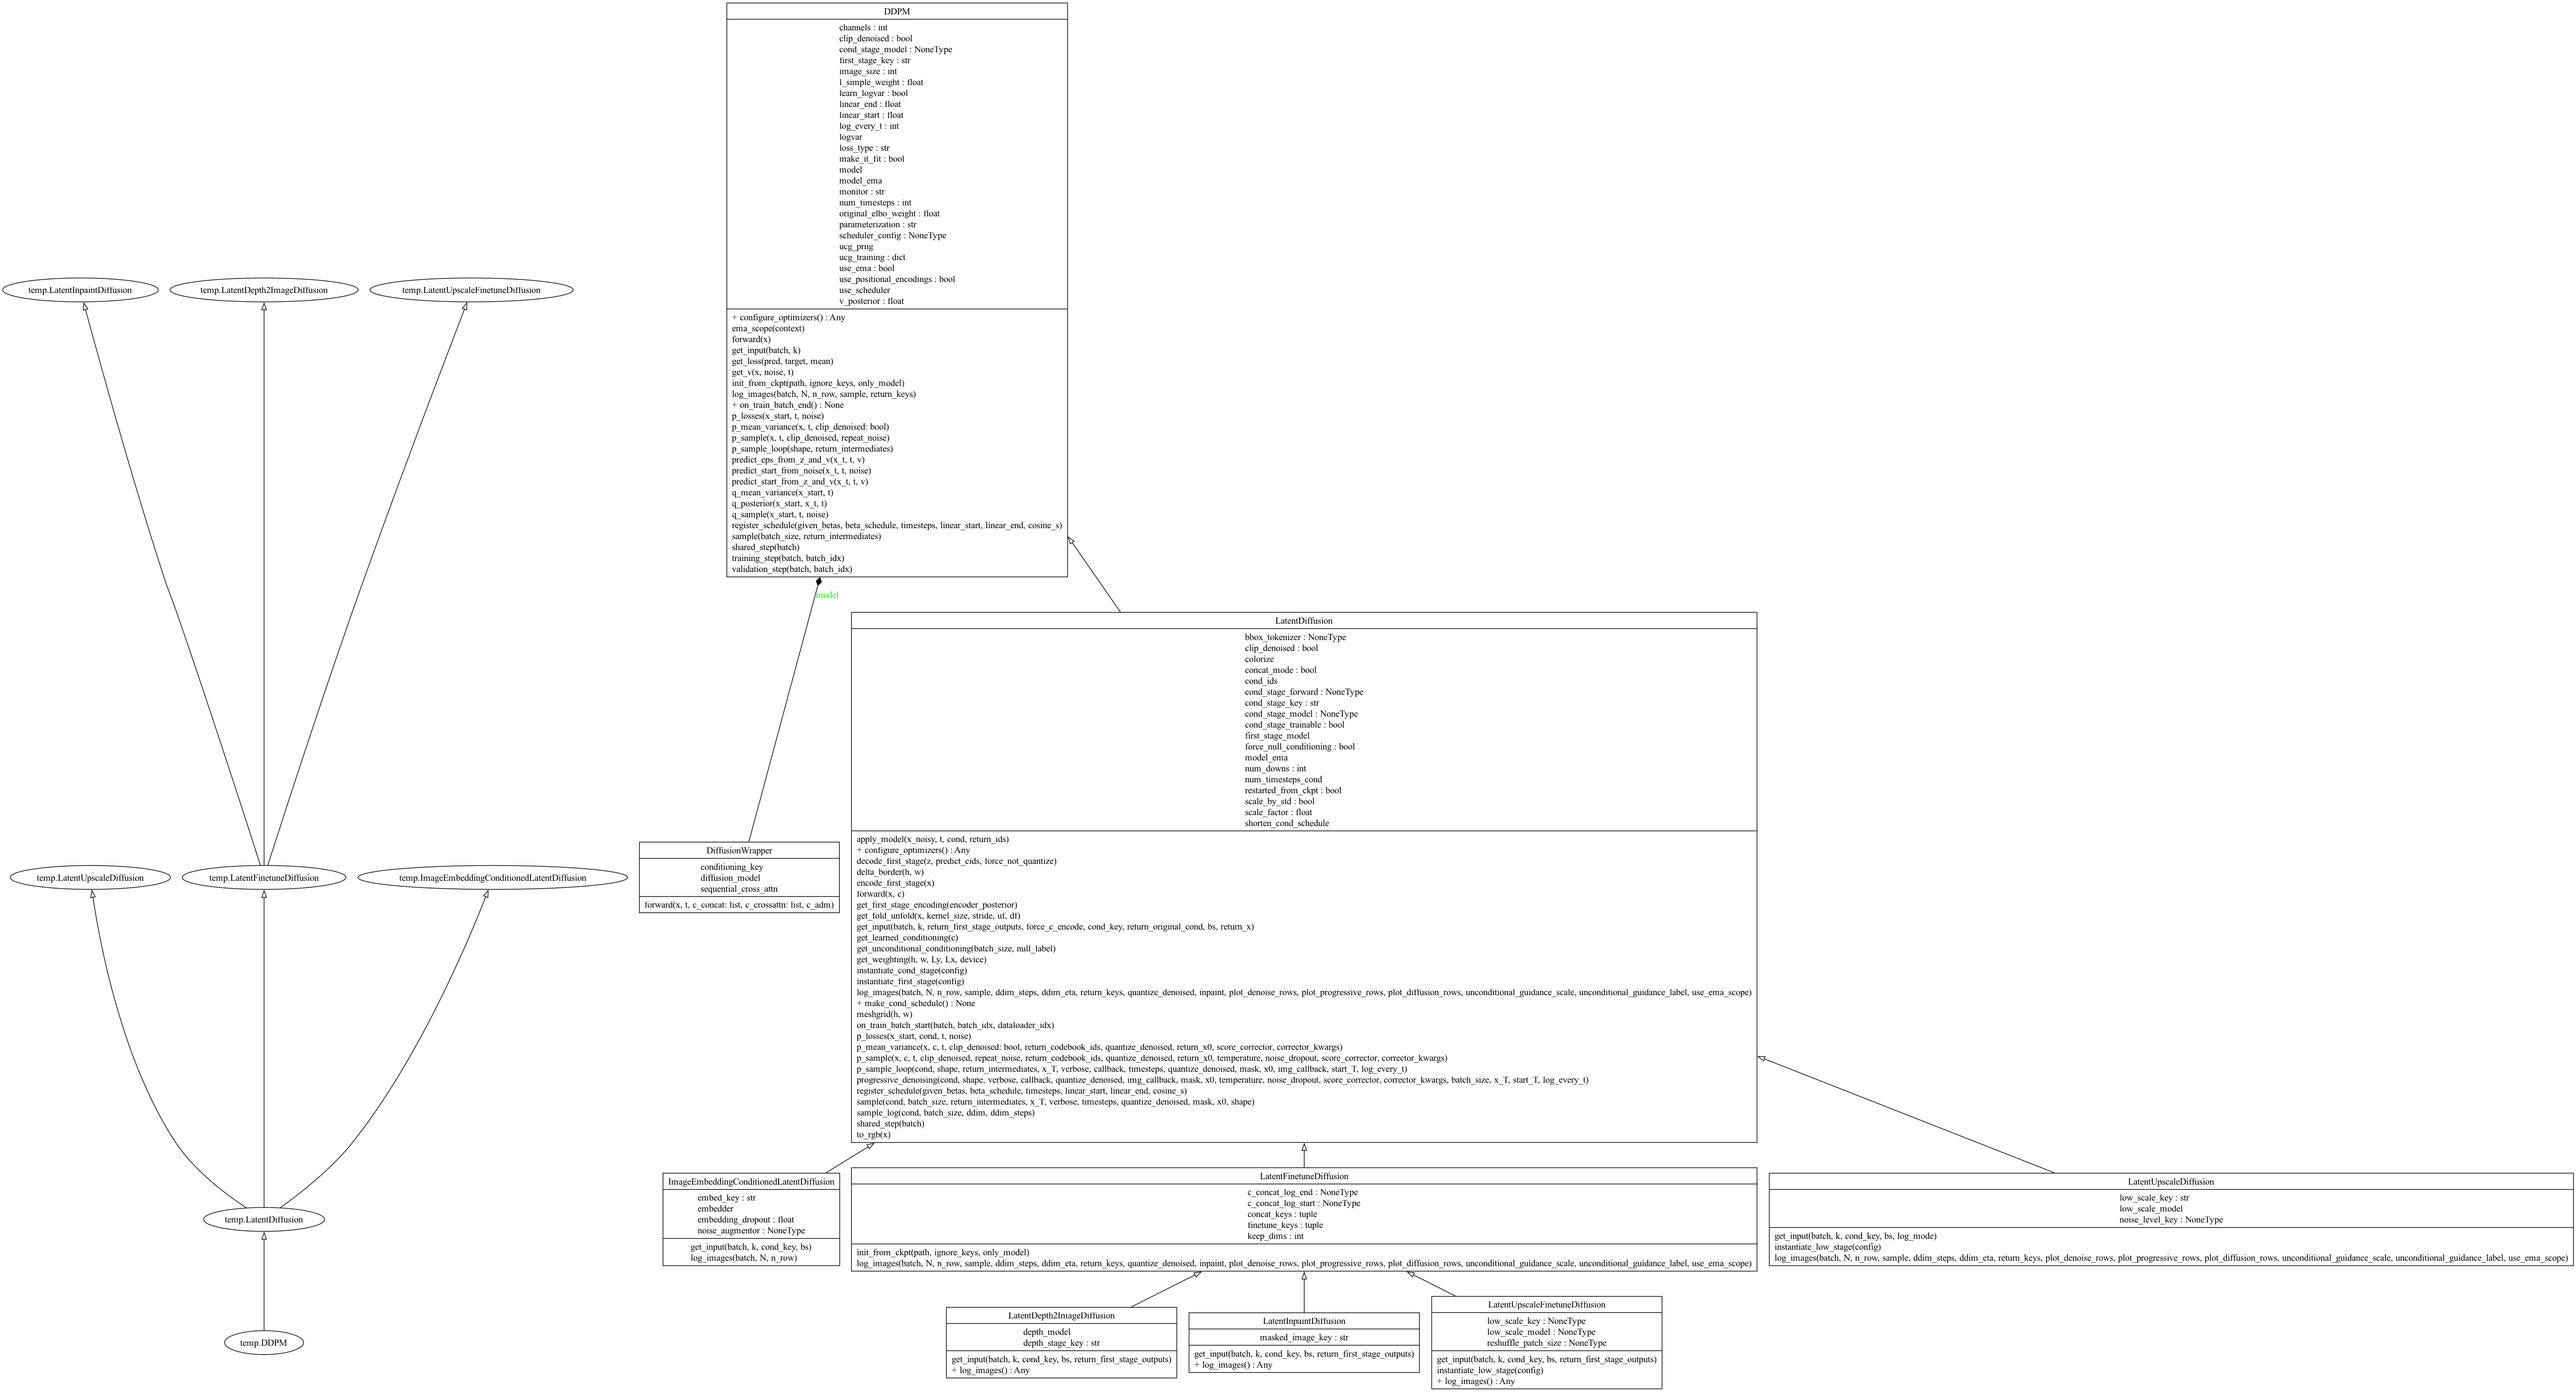 temp.LatentInpaintDiffusion
temp.LatentDepth2ImageDiffusion
temp.LatentUpscaleFinetuneDiffusion
temp.LatentUpscaleDiffusion
temp.LatentFinetuneDiffusion
temp.ImageEmbeddingConditionedLatentDiffusion
temp.LatentDiffusion
temp.DDPM
DDPM
channels : int
clip_denoised : bool
cond_stage_model : NoneType
first_stage_key : str
image_size : int
l_simple_weight : float
learn_logvar : bool
linear_end : float
linear_start : float
log_every_t : int
logvar
loss_type : str
make_it_fit : bool
model
model_ema
monitor : str
num_timesteps : int
original_elbo_weight : float
parameterization : str
scheduler_config : NoneType
ucg_prng
ucg_training : dict
use_ema : bool
use_positional_encodings : bool
use_scheduler
v_posterior : float
+ configure_optimizers() : Any
ema_scope(context)
forward(x)
get_input(batch, k)
get_loss(pred, target, mean)
get_v(x, noise, t)
init_from_ckpt(path, ignore_keys, only_model)
log_images(batch, N, n_row, sample, return_keys)
+ on_train_batch_end() : None
p_losses(x_start, t, noise)
p_mean_variance(x, t, clip_denoised: bool)
p_sample(x, t, clip_denoised, repeat_noise)
p_sample_loop(shape, return_intermediates)
predict_eps_from_z_and_v(x_t, t, v)
predict_start_from_noise(x_t, t, noise)
predict_start_from_z_and_v(x_t, t, v)
q_mean_variance(x_start, t)
q_posterior(x_start, x_t, t)
q_sample(x_start, t, noise)
register_schedule(given_betas, beta_schedule, timesteps, linear_start, linear_end, cosine_s)
sample(batch_size, return_intermediates)
shared_step(batch)
training_step(batch, batch_idx)
validation_step(batch, batch_idx)
model
DiffusionWrapper
conditioning_key
diffusion_model
sequential_cross_attn
forward(x, t, c_concat: list, c_crossattn: list, c_adm)
LatentDiffusion
bbox_tokenizer : NoneType
clip_denoised : bool
colorize
concat_mode : bool
cond_ids
cond_stage_forward : NoneType
cond_stage_key : str
cond_stage_model : NoneType
cond_stage_trainable : bool
first_stage_model
force_null_conditioning : bool
model_ema
num_downs : int
num_timesteps_cond
restarted_from_ckpt : bool
scale_by_std : bool
scale_factor : float
shorten_cond_schedule
apply_model(x_noisy, t, cond, return_ids)
+ configure_optimizers() : Any
decode_first_stage(z, predict_cids, force_not_quantize)
delta_border(h, w)
encode_first_stage(x)
forward(x, c)
get_first_stage_encoding(encoder_posterior)
get_fold_unfold(x, kernel_size, stride, uf, df)
get_input(batch, k, return_first_stage_outputs, force_c_encode, cond_key, return_original_cond, bs, return_x)
get_learned_conditioning(c)
get_unconditional_conditioning(batch_size, null_label)
get_weighting(h, w, Ly, Lx, device)
instantiate_cond_stage(config)
instantiate_first_stage(config)
log_images(batch, N, n_row, sample, ddim_steps, ddim_eta, return_keys, quantize_denoised, inpaint, plot_denoise_rows, plot_progressive_rows, plot_diffusion_rows, unconditional_guidance_scale, unconditional_guidance_label, use_ema_scope)
+ make_cond_schedule() : None
meshgrid(h, w)
on_train_batch_start(batch, batch_idx, dataloader_idx)
p_losses(x_start, cond, t, noise)
p_mean_variance(x, c, t, clip_denoised: bool, return_codebook_ids, quantize_denoised, return_x0, score_corrector, corrector_kwargs)
p_sample(x, c, t, clip_denoised, repeat_noise, return_codebook_ids, quantize_denoised, return_x0, temperature, noise_dropout, score_corrector, corrector_kwargs)
p_sample_loop(cond, shape, return_intermediates, x_T, verbose, callback, timesteps, quantize_denoised, mask, x0, img_callback, start_T, log_every_t)
progressive_denoising(cond, shape, verbose, callback, quantize_denoised, img_callback, mask, x0, temperature, noise_dropout, score_corrector, corrector_kwargs, batch_size, x_T, start_T, log_every_t)
register_schedule(given_betas, beta_schedule, timesteps, linear_start, linear_end, cosine_s)
sample(cond, batch_size, return_intermediates, x_T, verbose, timesteps, quantize_denoised, mask, x0, shape)
sample_log(cond, batch_size, ddim, ddim_steps)
shared_step(batch)
to_rgb(x)
ImageEmbeddingConditionedLatentDiffusion
embed_key : str
embedder
embedding_dropout : float
noise_augmentor : NoneType
get_input(batch, k, cond_key, bs)
log_images(batch, N, n_row)
LatentFinetuneDiffusion
c_concat_log_end : NoneType
c_concat_log_start : NoneType
concat_keys : tuple
finetune_keys : tuple
keep_dims : int
init_from_ckpt(path, ignore_keys, only_model)
log_images(batch, N, n_row, sample, ddim_steps, ddim_eta, return_keys, quantize_denoised, inpaint, plot_denoise_rows, plot_progressive_rows, plot_diffusion_rows, unconditional_guidance_scale, unconditional_guidance_label, use_ema_scope)
LatentUpscaleDiffusion
low_scale_key : str
low_scale_model
noise_level_key : NoneType
get_input(batch, k, cond_key, bs, log_mode)
instantiate_low_stage(config)
log_images(batch, N, n_row, sample, ddim_steps, ddim_eta, return_keys, plot_denoise_rows, plot_progressive_rows, plot_diffusion_rows, unconditional_guidance_scale, unconditional_guidance_label, use_ema_scope)
LatentDepth2ImageDiffusion
depth_model
depth_stage_key : str
get_input(batch, k, cond_key, bs, return_first_stage_outputs)
+ log_images() : Any
LatentInpaintDiffusion
masked_image_key : str
get_input(batch, k, cond_key, bs, return_first_stage_outputs)
+ log_images() : Any
LatentUpscaleFinetuneDiffusion
low_scale_key : NoneType
low_scale_model : NoneType
reshuffle_patch_size : NoneType
get_input(batch, k, cond_key, bs, return_first_stage_outputs)
instantiate_low_stage(config)
+ log_images() : Any